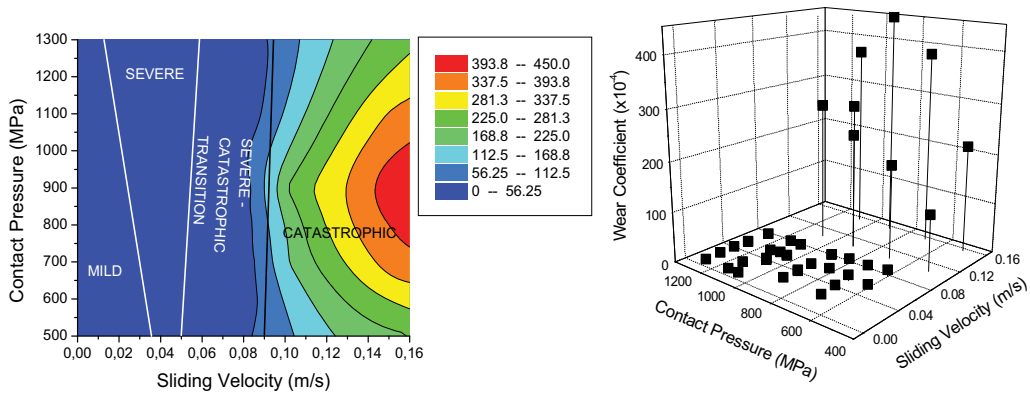 1300
1200
1100
1000
900
800
700
600
500
Contact Pressure (MPa)
SEVERE
MILD
TRANSITION
CATASTROPHIC
SEVERE -
CATASTROPHIC
0,00 0,02 0,04 0,06 0,08 0,10 0,12 0,14 0,16
Sliding Velocity (m/s)
393.8 -- 450.0
337.5 -- 393.8
281.3 -- 337.5
225.0 -- 281.3
168.8 -- 225.0
112.5 -- 168.8
56.25 -- 112.5
0 -- 56.25
Wear Coefficient (x10⁻⁴)
400
300
200
100
0
1200
1000
800
600
400
Contact Pressure (MPa)
0.00
0.04
0.08
0.12
0.16
Sliding Velocity (m/s)